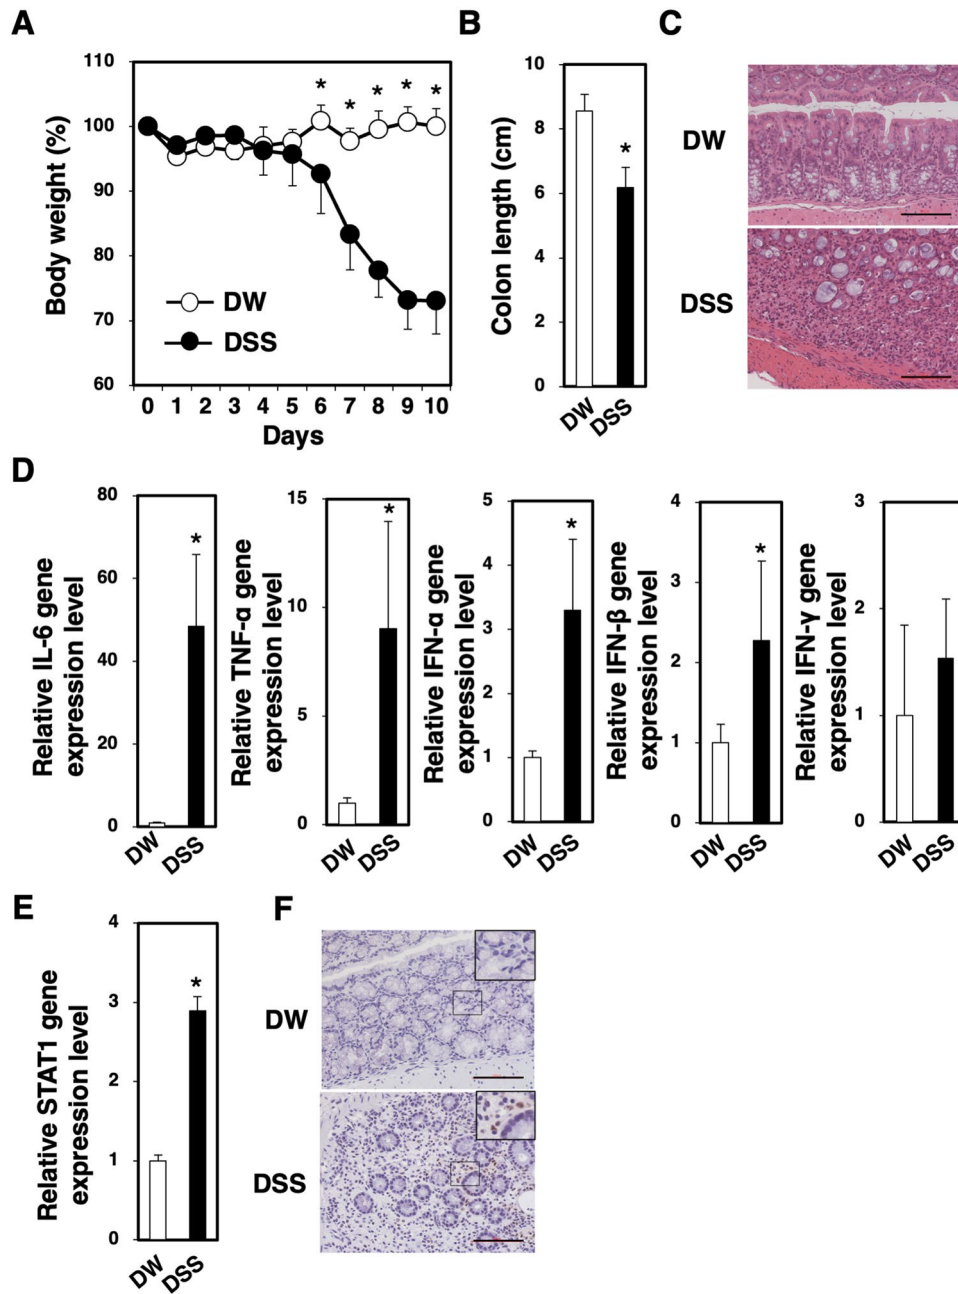 A
B
C
110
100
90
80
70
60
Body weight (%)
* * * * *
DW
DSS
0 1 2 3 4 5 6 7 8 9 10
Days
10
8
6
4
2
0
Colon length (cm)
*
DW
DSS
DW
DSS
D
80
60
40
20
0
Relative IL-6 gene
expression level
*
DW
DSS
15
10
5
0
Relative TNF-α gene
expression level
*
DW
DSS
5
4
3
2
1
0
Relative IFN-α gene
expression level
*
DW
DSS
4
3
2
1
0
Relative IFN-β gene
expression level
*
DW
DSS
3
2
1
0
Relative IFN-γ gene
expression level
DW
DSS
E
4
3
2
1
0
Relative STAT1 gene
expression level
*
DW
DSS
F
DW
DSS